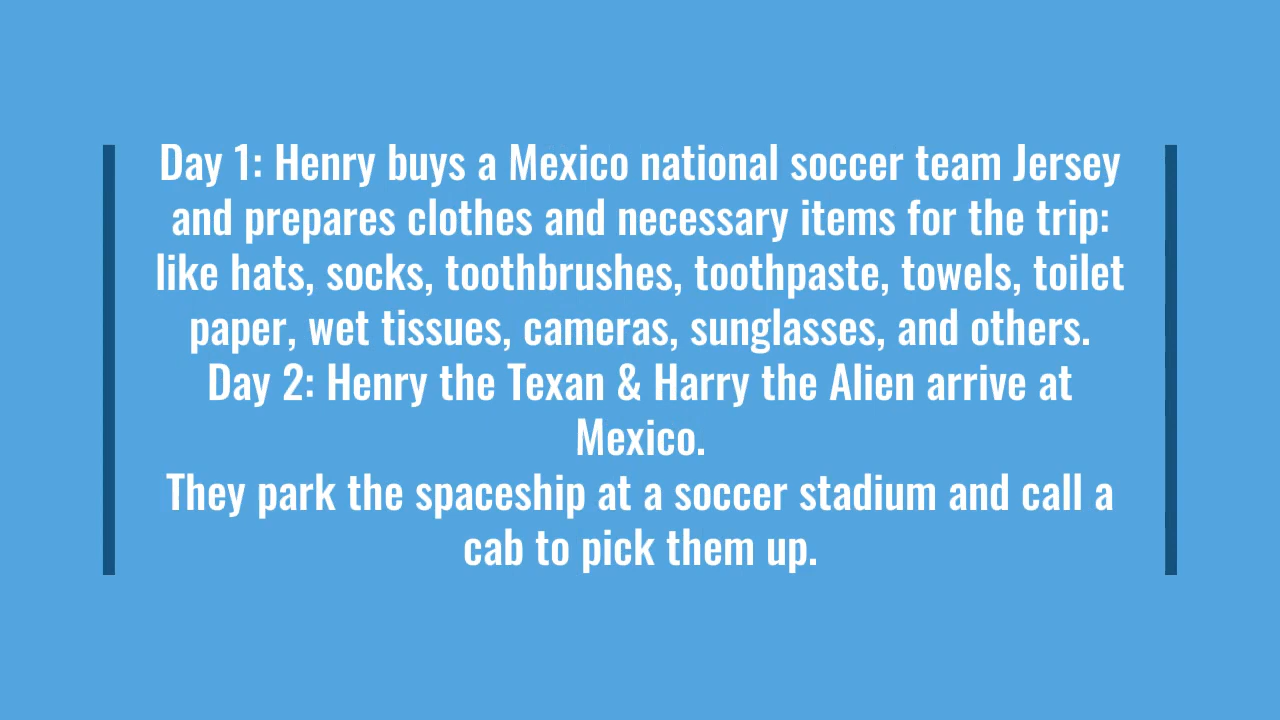 Day 1: Henry buys a Mexico national soccer team Jersey
and prepares clothes and necessary items for the trip:
like hats, socks, toothbrushes, toothpaste, towels, toilet
paper, wet tissues, cameras, sunglasses, and others.
Day 2: Henry the Texan & Harry the Alien arrive at
Mexico.
They park the spaceship at a soccer stadium and call a
cab to pick them up.